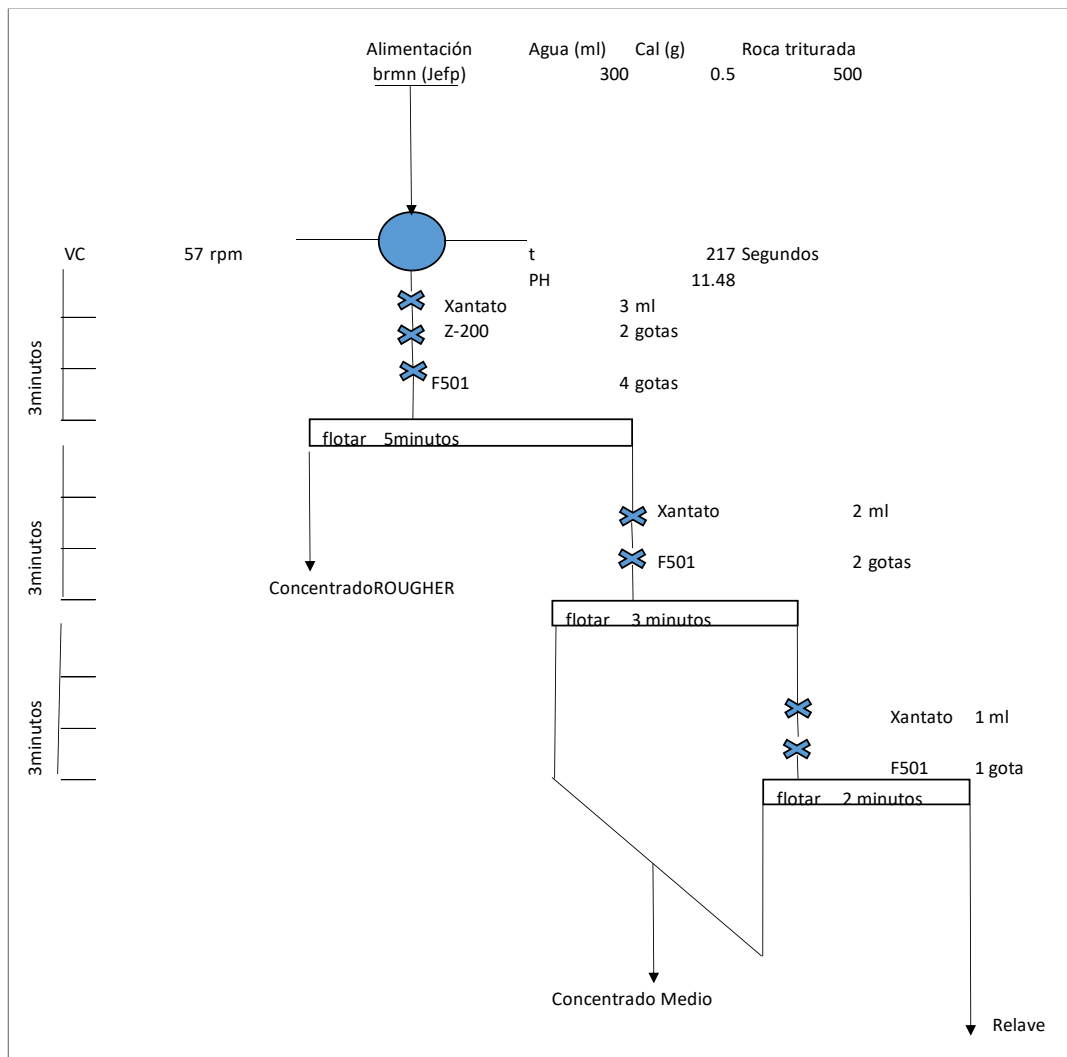 Alimentación Agua (ml) Cal (g) Roca triturada
brmn (Jefp) 300 0.5 500
VC 57 rpm t 217 Segundos
PH 11.48
Xantato 3 ml
Z-200 2 gotas
3minutos
F501 4 gotas
flotar 5minutos
Xantato 2 ml
3minutos
F501 2 gotas
ConcentradoROUGHER
flotar 3 minutos
Xantato 1 ml
3minutos
F501 1 gota
flotar 2 minutos
Concentrado Medio
Relave